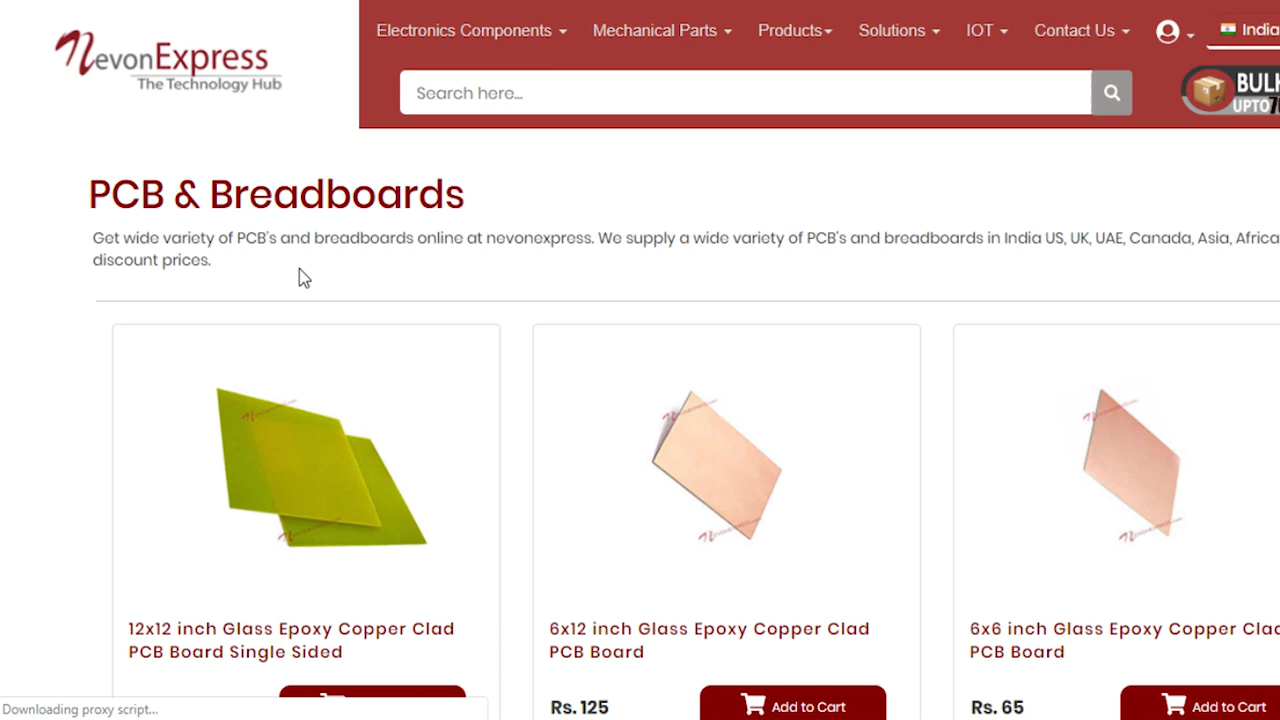 NevonExpress
The Technology Hub
Electronics Components
Mechanical Parts
Products
Solutions
IOT
Contact Us
India
Search here...
BULK
UPTO
PCB & Breadboards
Get wide variety of PCB's and breadboards online at nevonexpress. We supply a wide variety of PCB's and breadboards in India US, UK, UAE, Canada, Asia, Africa
discount prices.
12x12 inch Glass Epoxy Copper Clad
PCB Board Single Sided
6x12 inch Glass Epoxy Copper Clad
PCB Board
Rs. 125
Add to Cart
6x6 inch Glass Epoxy Copper Clad
PCB Board
Rs. 65
Add to Cart
Downloading proxy script...